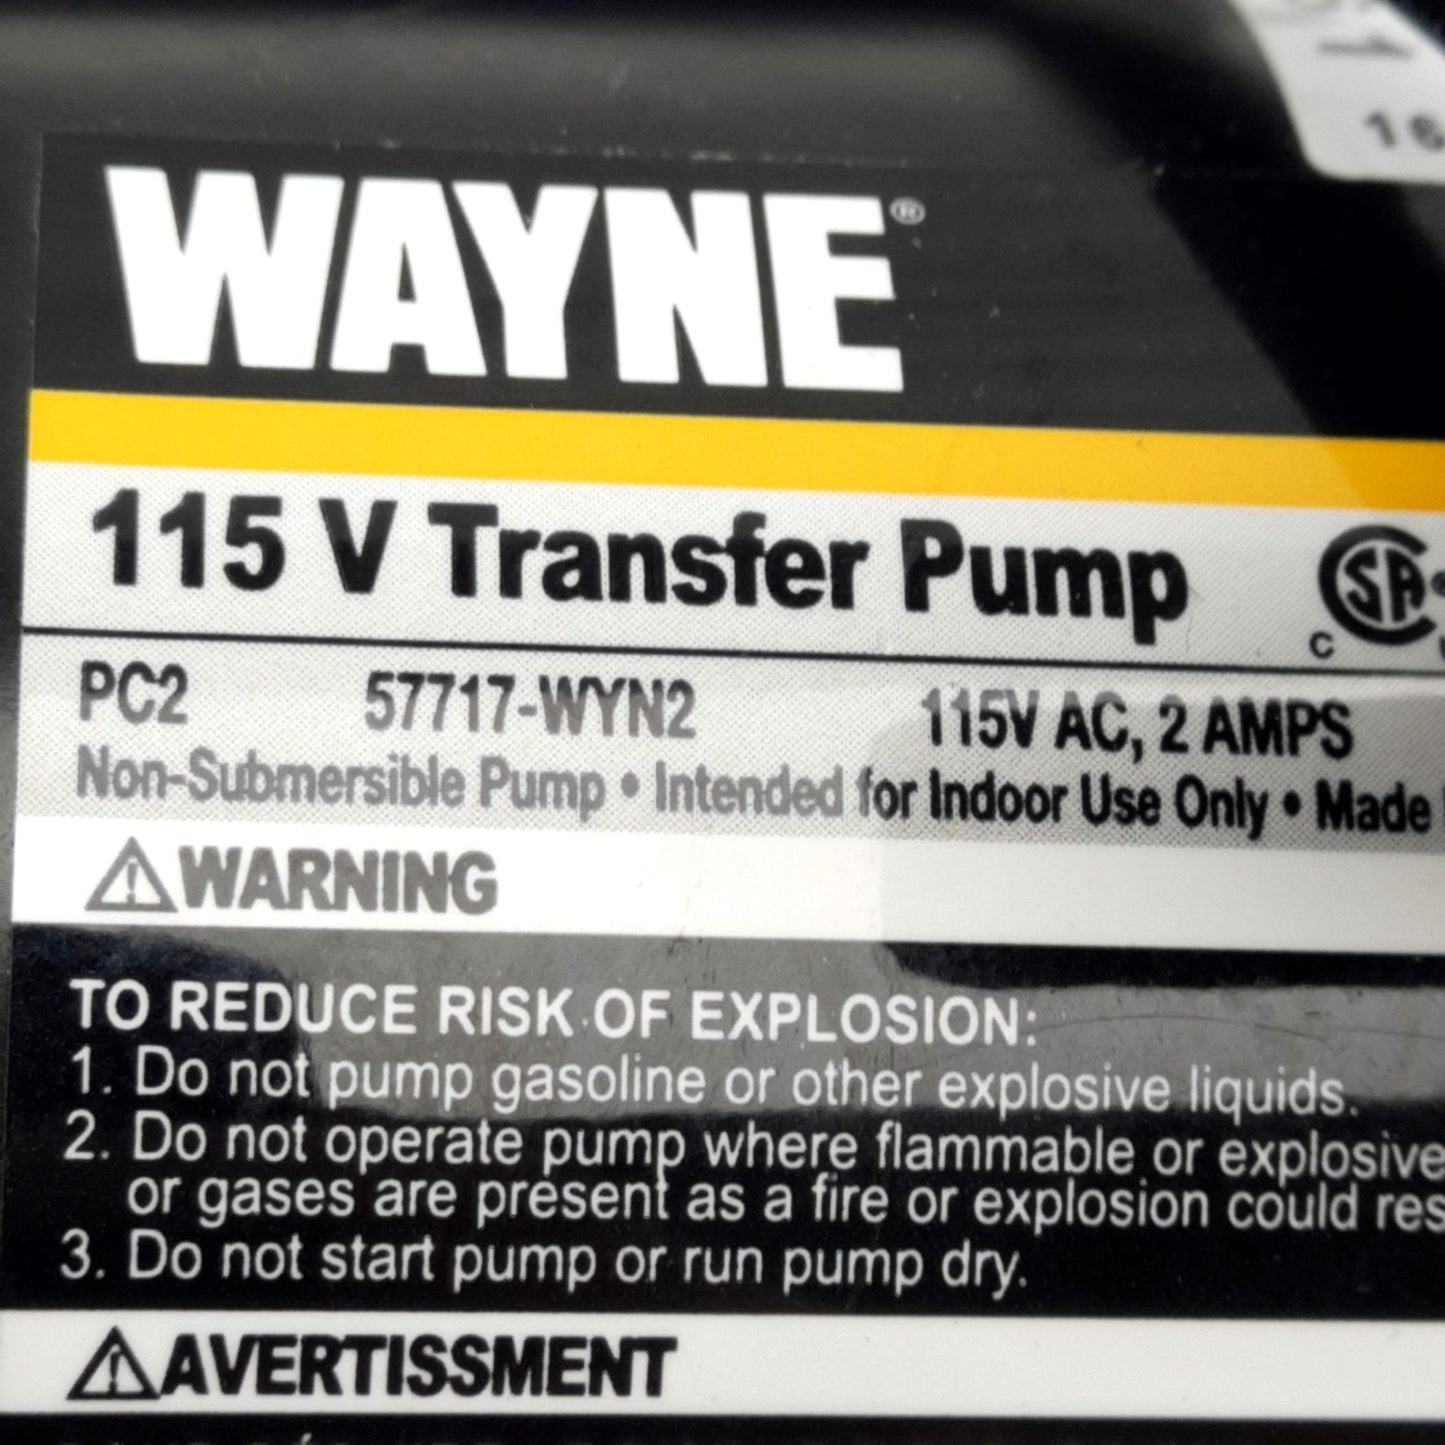 WAYNE®
115 V Transfer Pump
PC2 57717-WYN2 115V AC, 2 AMPS
Non-Submersible Pump • Intended for Indoor Use Only • Made
WARNING
TO REDUCE RISK OF EXPLOSION:
1. Do not pump gasoline or other explosive liquids.
2. Do not operate pump where flammable or explosive
or gases are present as a fire or explosion could res
3. Do not start pump or run pump dry.
AVERTISSMENT